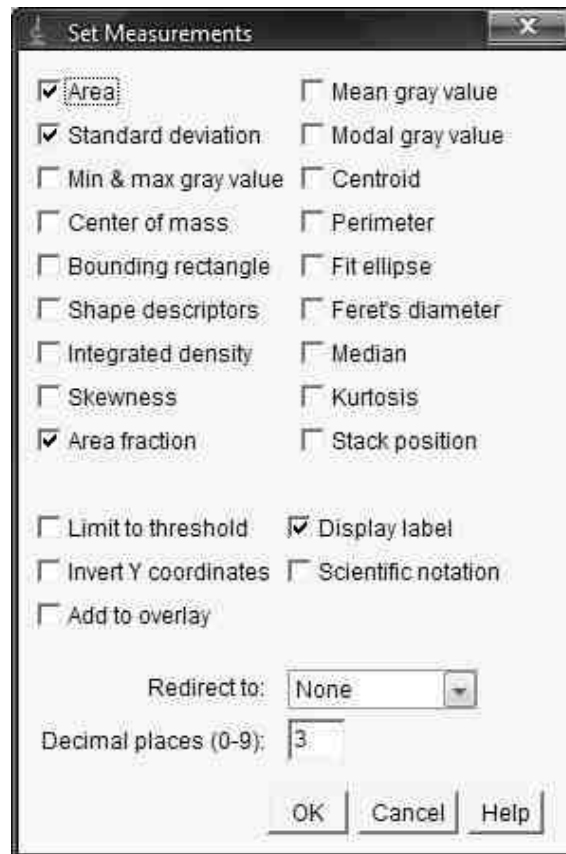 Set Measurements
Area Mean gray value
Standard deviation Modal gray value
Min & max gray value Centroid
Center of mass Perimeter
Bounding rectangle Fit ellipse
Shape descriptors Feret's diameter
Integrated density Median
Skewness Kurtosis
Area fraction Stack position
Limit to threshold Display label
Invert Y coordinates Scientific notation
Add to overlay
Redirect to: None
Decimal places (0-9): 3
OK Cancel Help